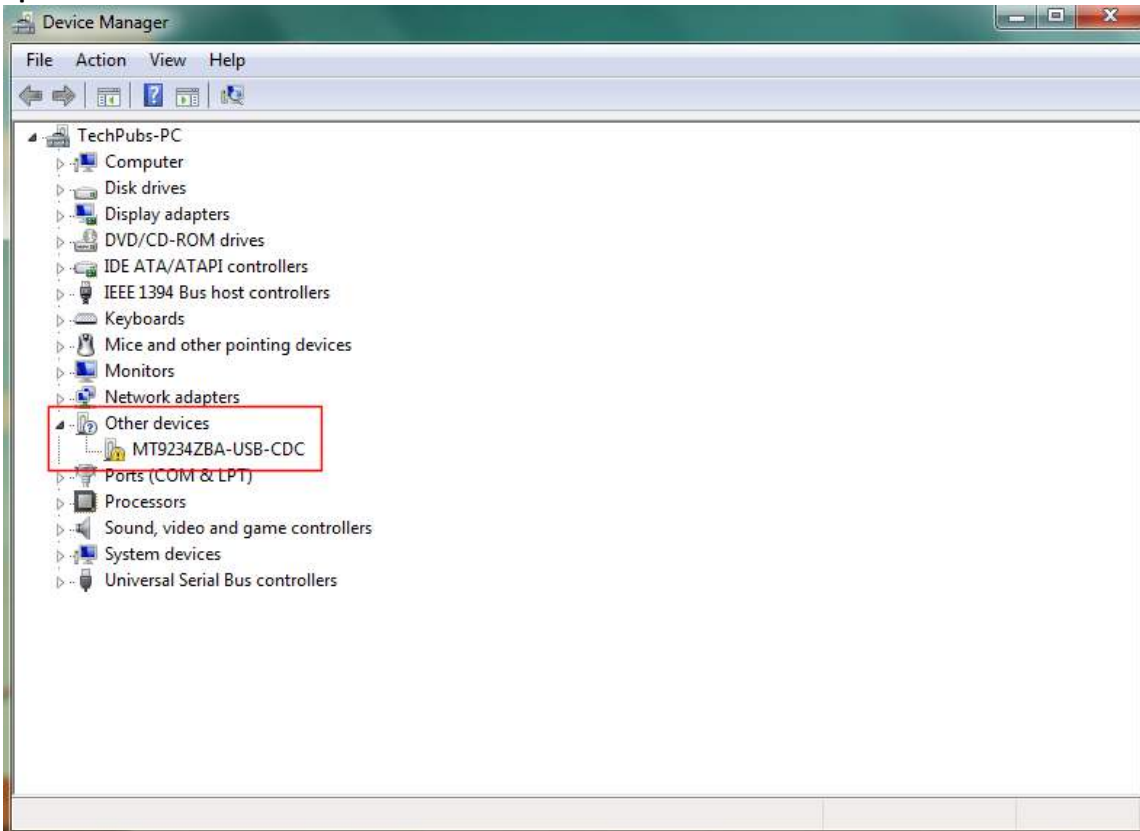 Device Manager
File Action View Help
TechPubs-PC
Computer
Disk drives
Display adapters
DVD/CD-ROM drives
IDE ATA/ATAPI controllers
IEEE 1394 Bus host controllers
Keyboards
Mice and other pointing devices
Monitors
Network adapters
Other devices
MT9234ZBA-USB-CDC
Ports (COM & LPT)
Processors
Sound, video and game controllers
System devices
Universal Serial Bus controllers